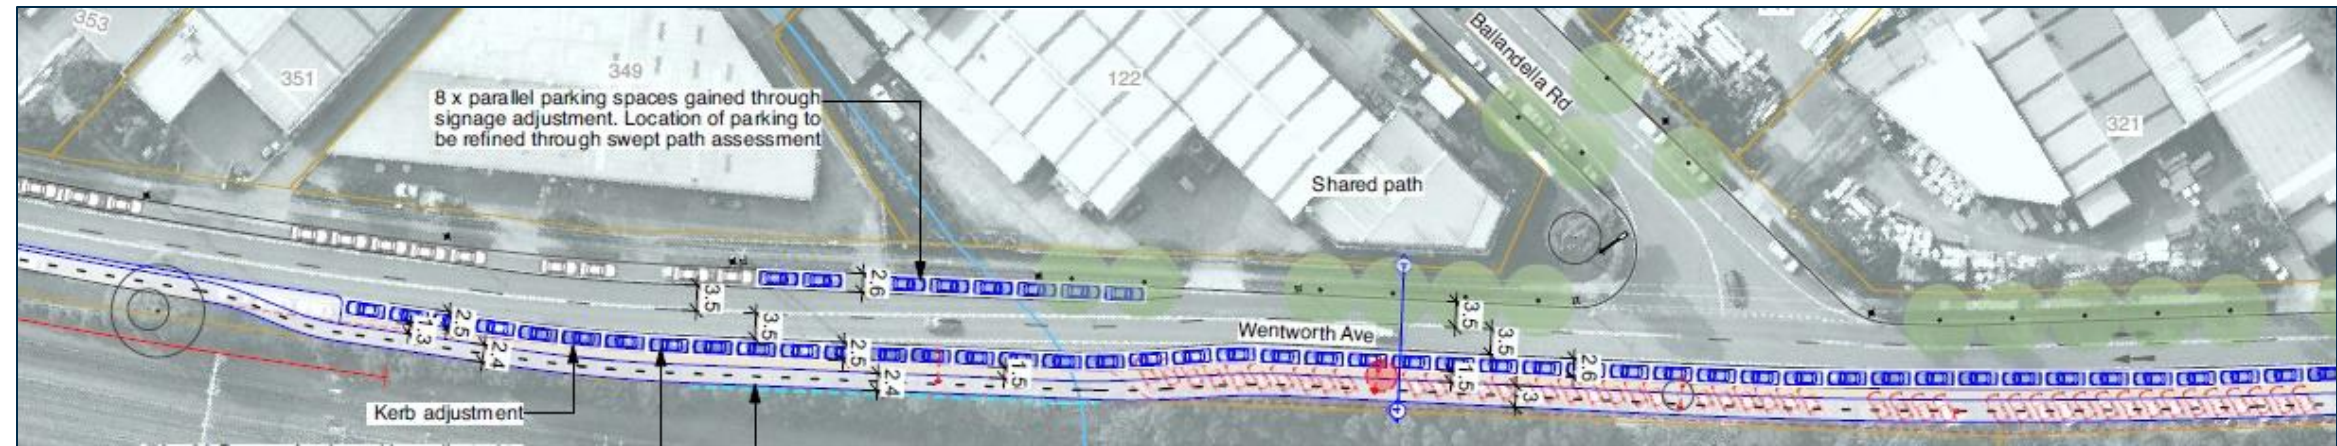 353
351
349
122
321
8 x parallel parking spaces gained through
signage adjustment. Location of parking to
be refined through swept path assessment
Ballandella Rd
Shared path
Wentworth Ave
Kerb adjustment
2.6
3.5
3.5
2.5
1.3
2.4
2.5
2.4
1.5
3.5
3.5
1.5
2.6
3